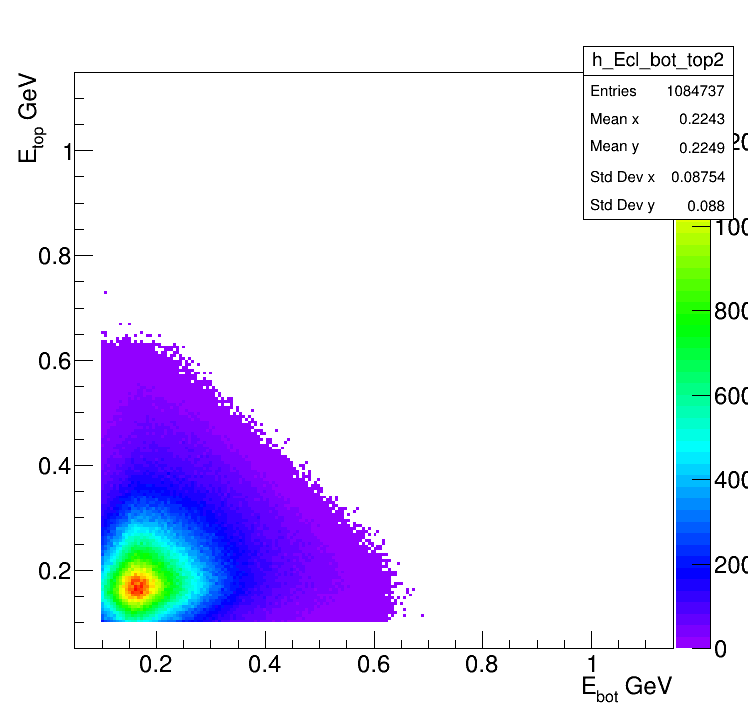 h_Ecl_bot_top2
Entries 1084737
Mean x 0.2243
Mean y 0.2249
Std Dev x 0.08754
Std Dev y 0.088
E_top GeV
1
0.8
0.6
0.4
0.2
0.2 0.4 0.6 0.8 1
E_bot GeV
800
600
400
200
0